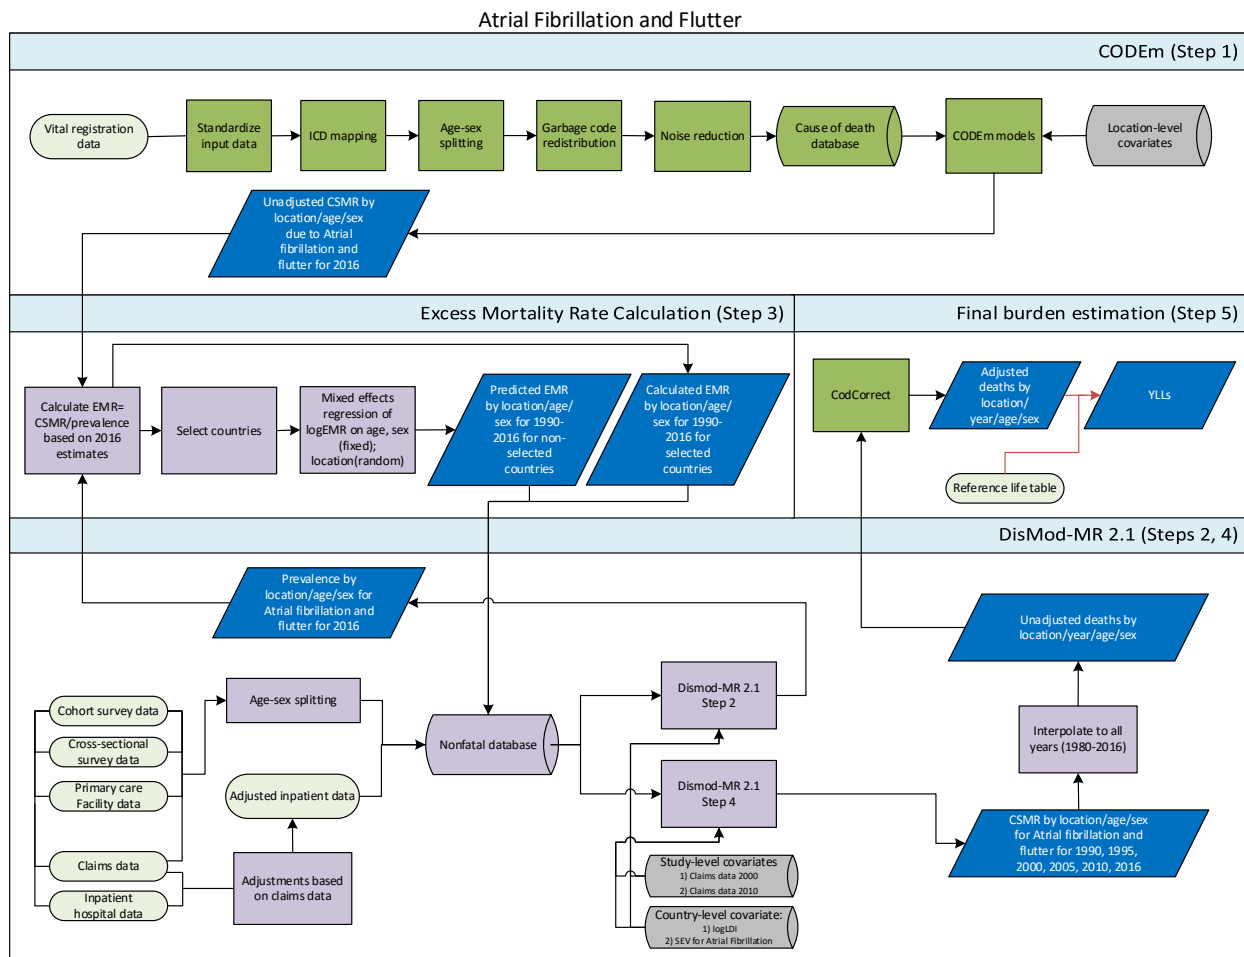 Atrial Fibrillation and Flutter
CODEm (Step 1)
Vital registration
data
Standardize
input data
ICD mapping
Age-sex
splitting
Garbage code
redistribution
Noise reduction
Cause of death
database
CODEm models
Location-level
covariates
Unadjusted CSMR by
location/age/sex
due to Atrial
fibrillation and
flutter for 2016
Excess Mortality Rate Calculation (Step 3)
Calculate EMR=
CSMR/prevalence
based on 2016
estimates
Select countries
Mixed effects
regression of
logEMR on age, sex
(fixed);
location(random)
Predicted EMR
by location/age/
sex for 1990-
2016 for non-
selected
countries
Calculated EMR
by location/age/
sex for 1990-
2016 for
selected
countries
Final burden estimation (Step 5)
CodCorrect
Adjusted
deaths by
location/
year/age/sex
YLLs
Reference life table
DisMod-MR 2.1 (Steps 2, 4)
Prevalence by
location/age/sex for
Atrial fibrillation and
flutter for 2016
Cohort survey data
Cross-sectional
survey data
Primary care
Facility data
Claims data
Inpatient
hospital data
Age-sex splitting
Adjusted inpatient data
Adjustments based
on claims data
Nonfatal database
Dismod-MR 2.1
Step 2
Dismod-MR 2.1
Step 4
Study-level covariates
1) Claims data 2000
2) Claims data 2010
Country-level covariate:
1) logLDI
2) SEV for Atrial Fibrillation
Unadjusted deaths by
location/year/age/sex
Interpolate to all
years (1980-2016)
CSMR by location/age/sex
for Atrial fibrillation and
flutter for 1990, 1995,
2000, 2005, 2010, 2016